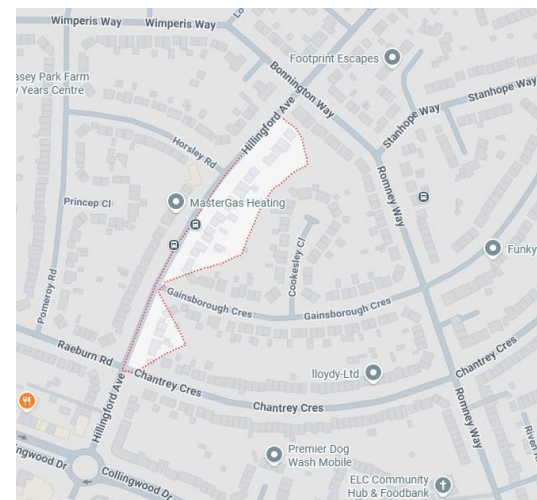 Wimperis Way
Wimperis Way
Footprint Escapes
Bonnington Way
Stanhope Way
Stanhope Way
asey Park Farm
y Years Centre
Hillingford Ave
Horsley Rd
Romney Way
Princep Cl
MasterGas Heating
Cookesley Cl
Funky
Pomeroy Rd
Gainsborough Cres
Gainsborough Cres
Raeburn Rd
Chantrey Cres
lloydy-Ltd
Chantrey Cres
Chantrey Cres
Hillingford Ave
Romney Way
Premier Dog
Wash Mobile
ingwood Dr
Collingwood Dr
ELC Community
Hub & Foodbank